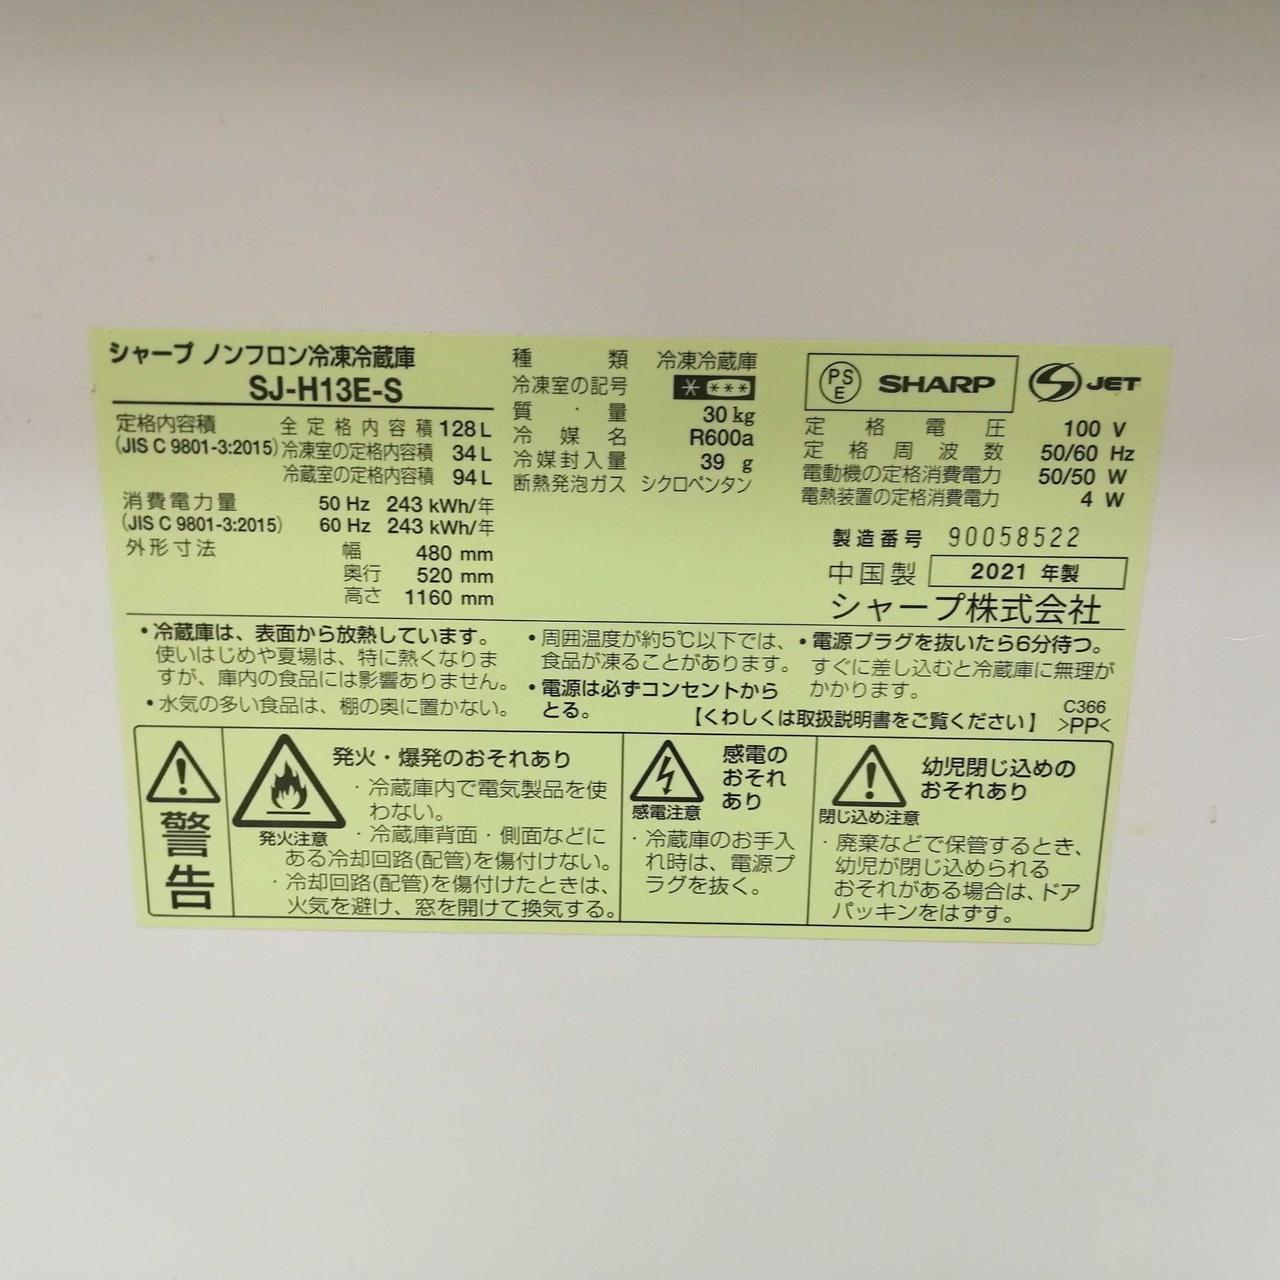 シャープ ノンフロン冷凍冷蔵庫
SJ-H13E-S
定格内容積 全定格内容積 128 L
(JIS C 9801-3:2015) 冷凍室の定格内容積 34 L
冷蔵室の定格内容積 94 L
消費電力量 50 Hz 243 kWh/年
(JIS C 9801-3:2015) 60 Hz 243 kWh/年
外形寸法 幅 480 mm
奥行 520 mm
高さ 1160 mm
種類 冷凍冷蔵庫
冷凍室の記号 * ***
質・量 30 kg
冷媒名 R600a
冷媒封入量 39 g
断熱発泡ガス シクロペンタン
PS
E
SHARP
S JET
定格電圧 100 V
定格周波数 50/60 Hz
電動機の定格消費電力 50/50 W
電熱装置の定格消費電力 4 W
製造番号 90058522
中国製 2021 年製
シャープ株式会社
・冷蔵庫は、表面から放熱しています。
使いはじめや夏場は、特に熱くなりま
すが、庫内の食品には影響ありません。
・水気の多い食品は、棚の奥に置かない。
・周囲温度が約5℃以下では、
食品が凍ることがあります。
・電源は必ずコンセントから
とる。
・電源プラグを抜いたら6分待つ。
すぐに差し込むと冷蔵庫に無理が
かかります。
【くわしくは取扱説明書をご覧ください】
C366
>PP<
警告
発火注意
発火・爆発のおそれあり
・冷蔵庫内で電気製品を使
わない。
・冷蔵庫背面・側面などに
ある冷却回路(配管)を傷付けない。
・冷却回路(配管)を傷付けたときは、
火気を避け、窓を開けて換気する。
感電注意
感電の
おそれ
あり
・冷蔵庫のお手入
れ時は、電源プ
ラグを抜く。
閉じ込め注意
幼児閉じ込めの
おそれあり
・廃棄などで保管するとき、
幼児が閉じ込められる
おそれがある場合は、ドア
パッキンをはずす。